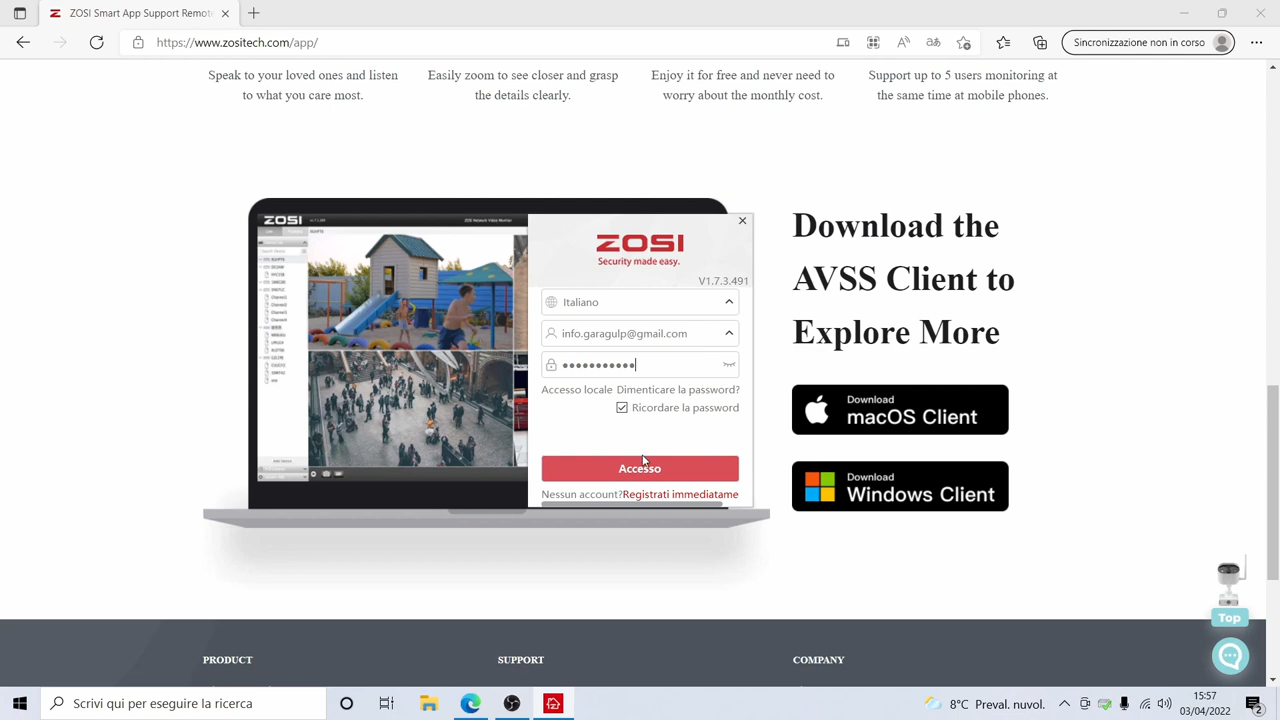 ZOSI Smart App Support Remot
https://www.zositech.com/app/
Sincronizzazione non in corso
Speak to your loved ones and listen
to what you care most.
Easily zoom to see closer and grasp
the details clearly.
Enjoy it for free and never need to
worry about the monthly cost.
Support up to 5 users monitoring at
the same time at mobile phones.
ZOSI
ZOSI Network Video Monitor
ZOSI
Security made easy.
V1.7.3.491
Italiano
info.garagulp@gmail.com
Accesso locale Dimenticare la password?
Ricordare la password
Accesso
Nessun account?Registrati immediatame
Download the
AVSS Client to
Explore More
Download
macOS Client
Download
Windows Client
Top
PRODUCT
SUPPORT
COMPANY
Scrivi qui per eseguire la ricerca
8°C Preval. nuvol.
15:57
03/04/2022
2